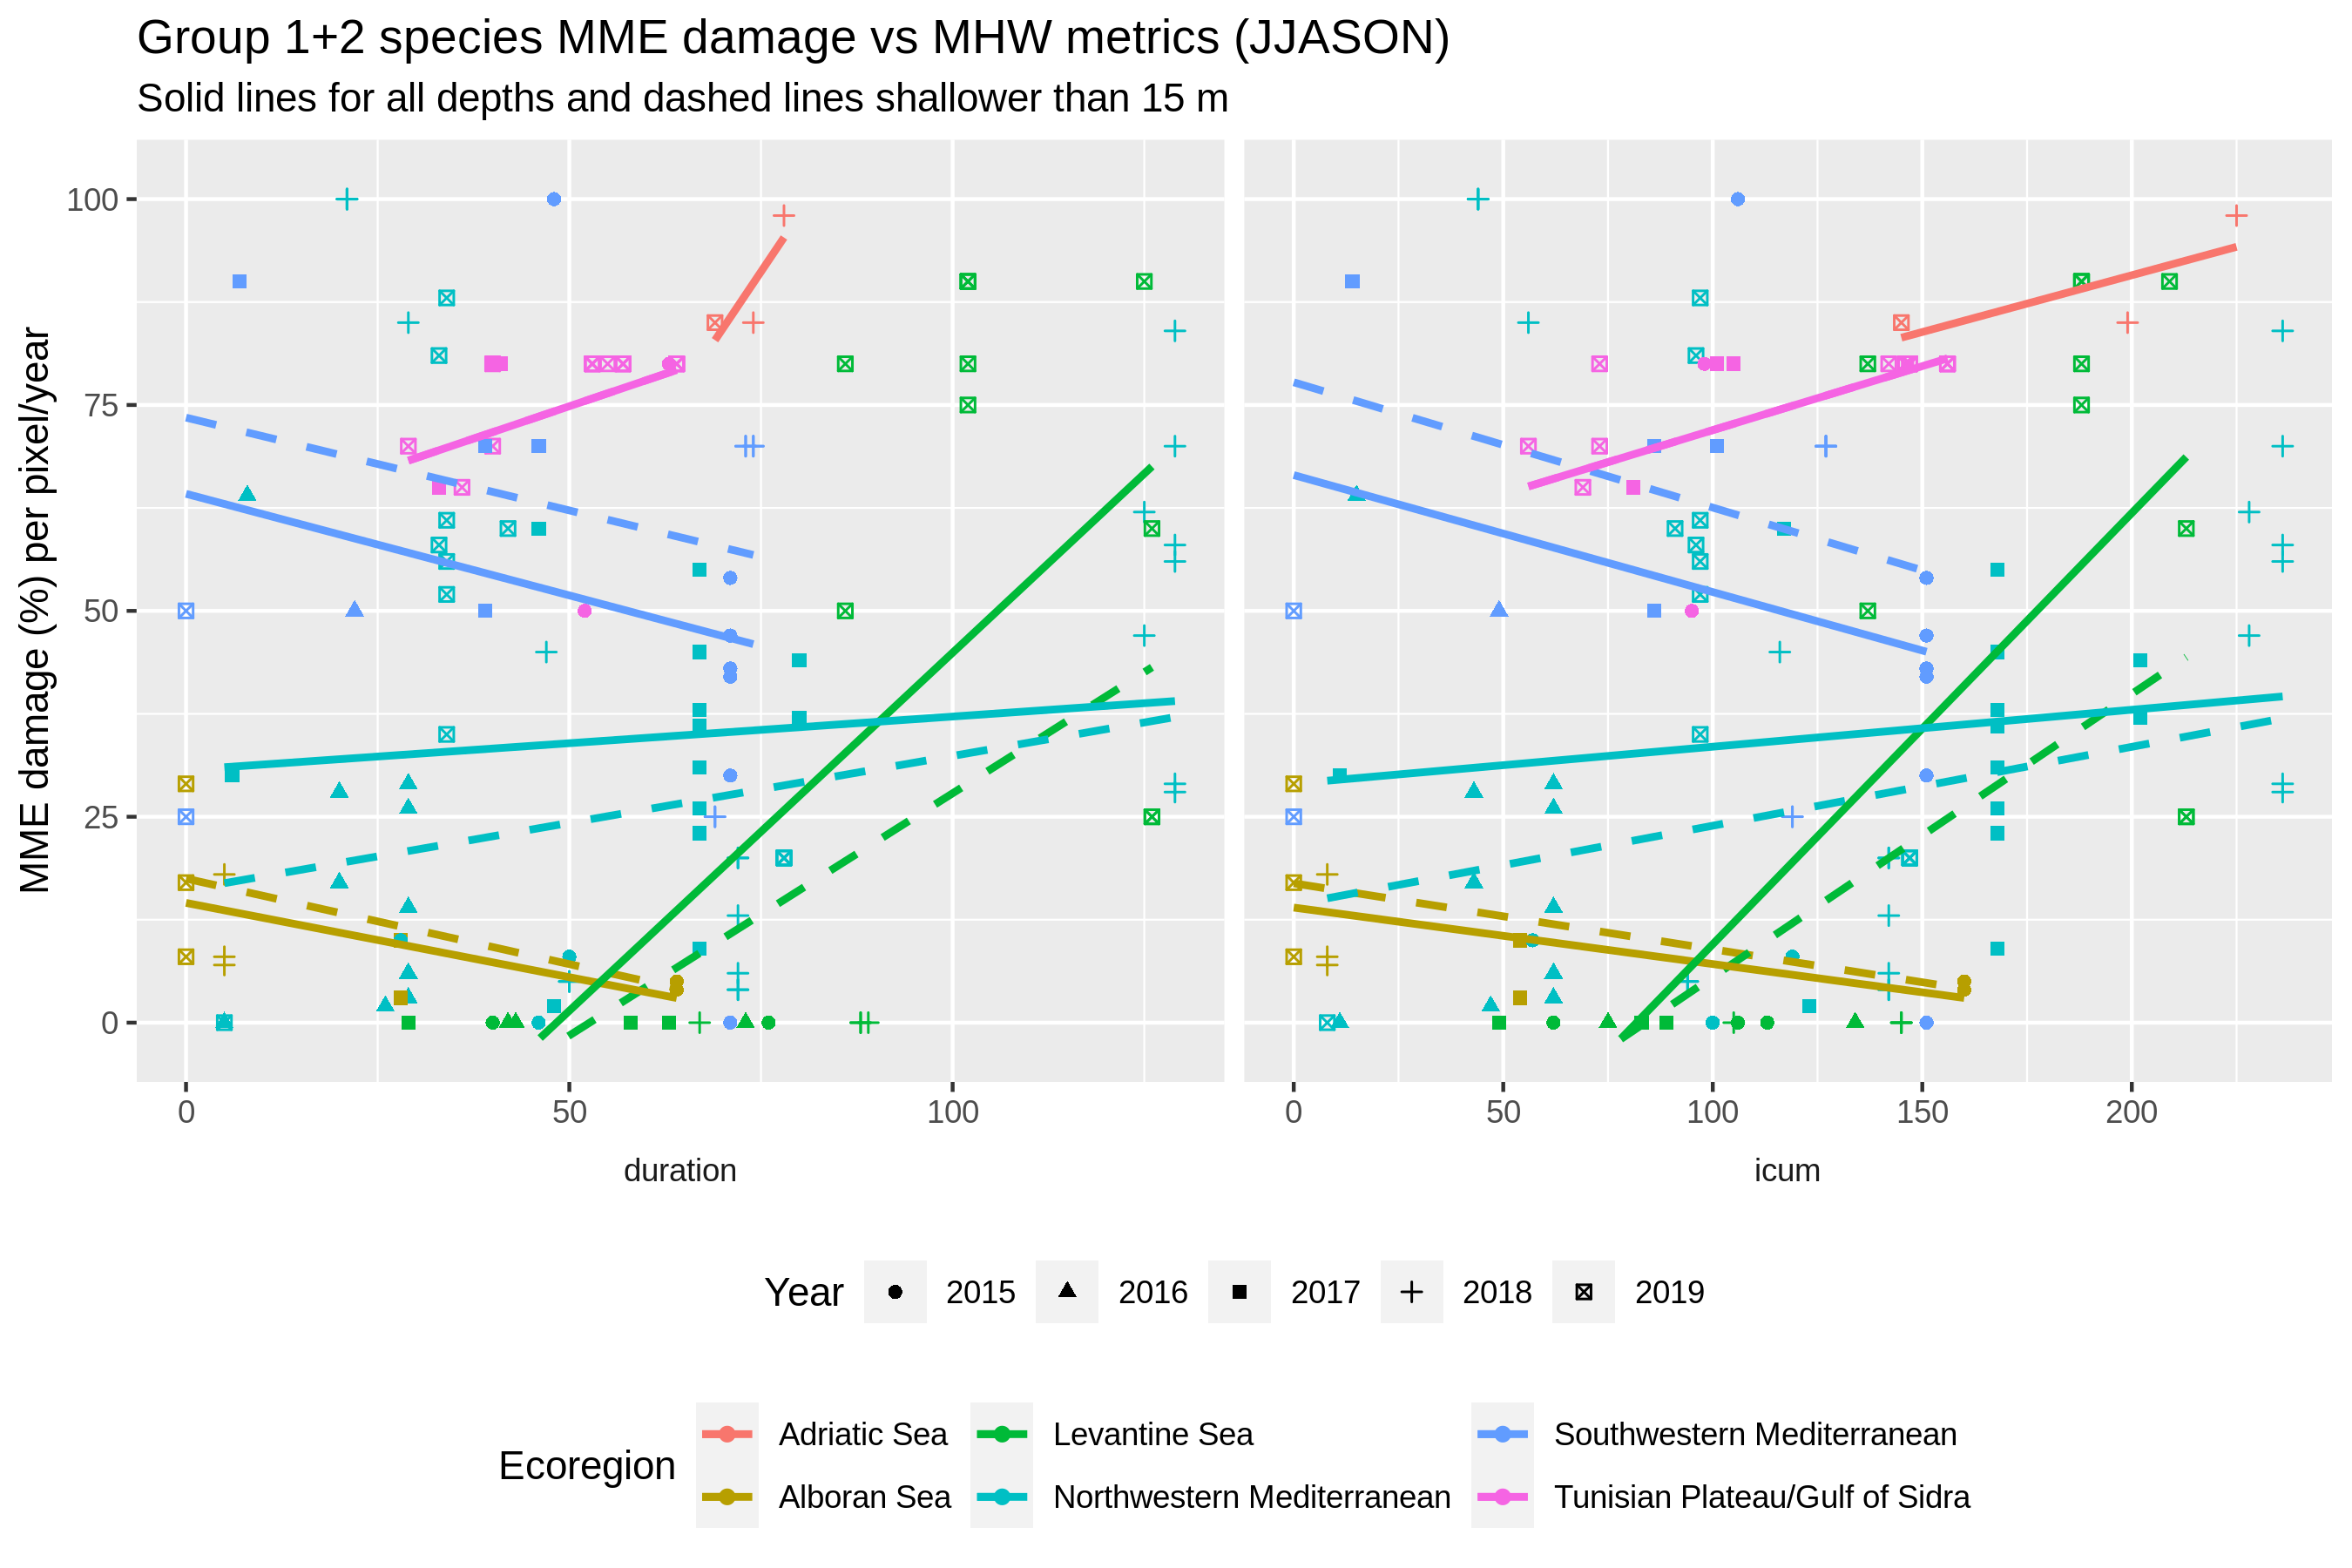 Group 1+2 species MME damage vs MHW metrics (JJASON)
Solid lines for all depths and dashed lines shallower than 15 m
MME damage (%) per pixel/year
100
75
50
25
0
0 50 100
0 50 100 150 200
duration
icum
Year 2015 2016 2017 2018 2019
Ecoregion
Adriatic Sea Levantine Sea Southwestern Mediterranean
Alboran Sea Northwestern Mediterranean Tunisian Plateau/Gulf of Sidra